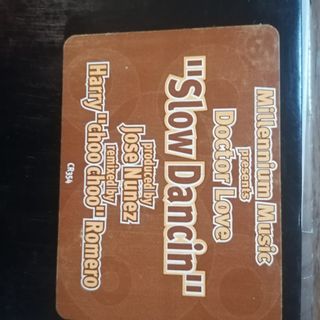 Millennium Music
presents
Doctor Love
"Slow Dancin"
produced by
Jose Nunez
remixed by
Harry "choo choo" Romero
CR354